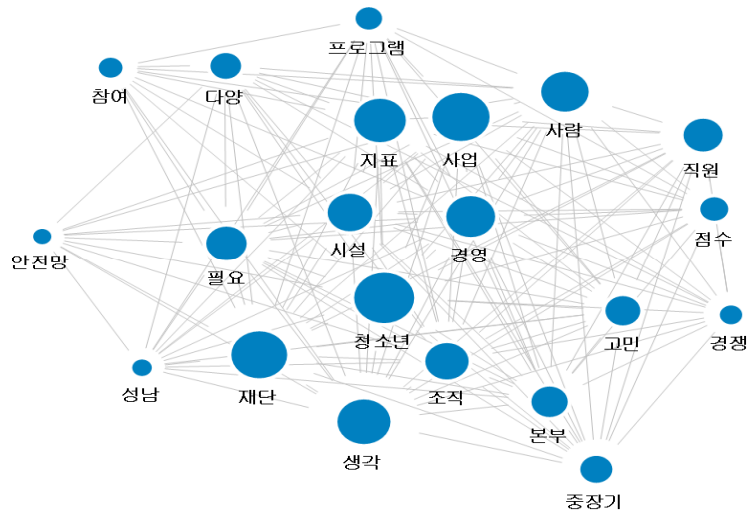 프로그램
참여
다양
사람
지표
사업
직원
점수
시설
경영
안전망
필요
청소년
고민
경쟁
성남
재단
조직
본부
생각
중장기